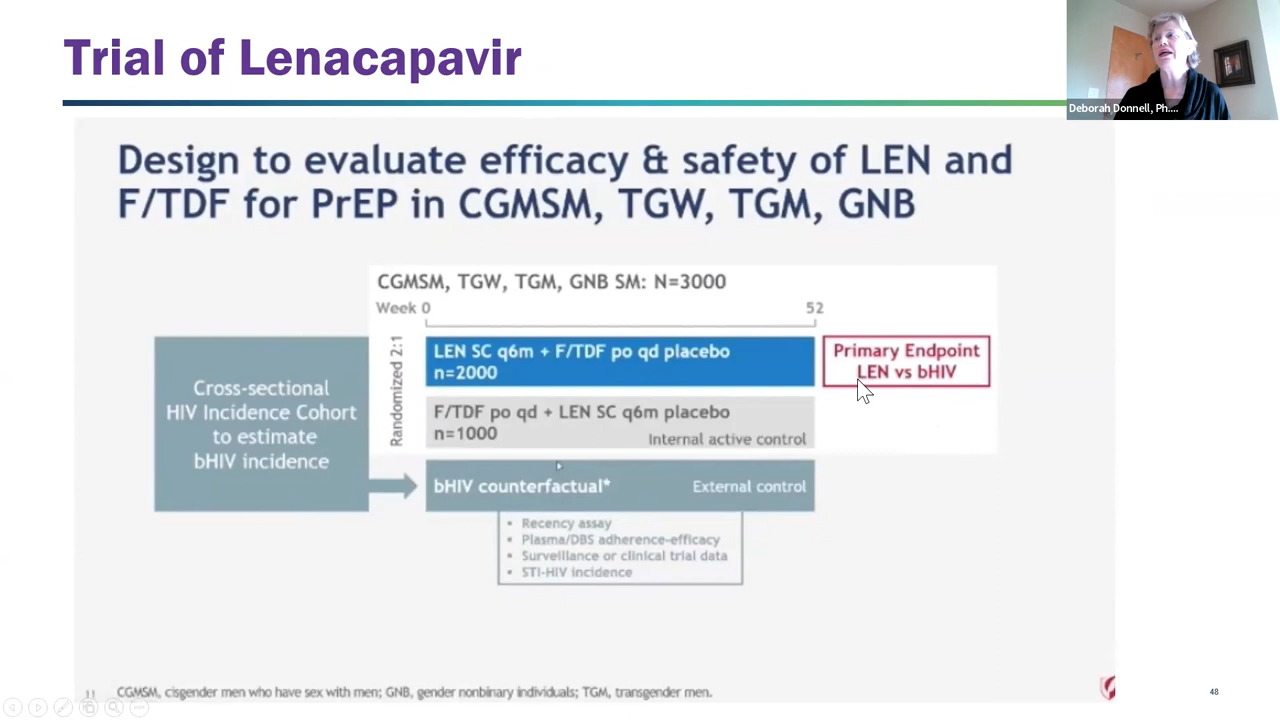 Trial of Lenacapavir
Deborah Donnell, Ph....
Design to evaluate efficacy & safety of LEN and
F/TDF for PrEP in CGMSM, TGW, TGM, GNB
CGMSM, TGW, TGM, GNB SM: N=3000
Week 0
52
Randomized 2:1
LEN SC q6m + F/TDF po qd placebo
n=2000
Primary Endpoint
LEN vs bHIV
Cross-sectional
HIV Incidence Cohort
to estimate
bHIV incidence
F/TDF po qd + LEN SC q6m placebo
n=1000
Internal active control
bHIV counterfactual*
External control
• Recency assay
• Plasma/DBS adherence-efficacy
• Surveillance or clinical trial data
• STI-HIV incidence
11
CGMSM, cisgender men who have sex with men; GNB, gender nonbinary individuals; TGM, transgender men.
48